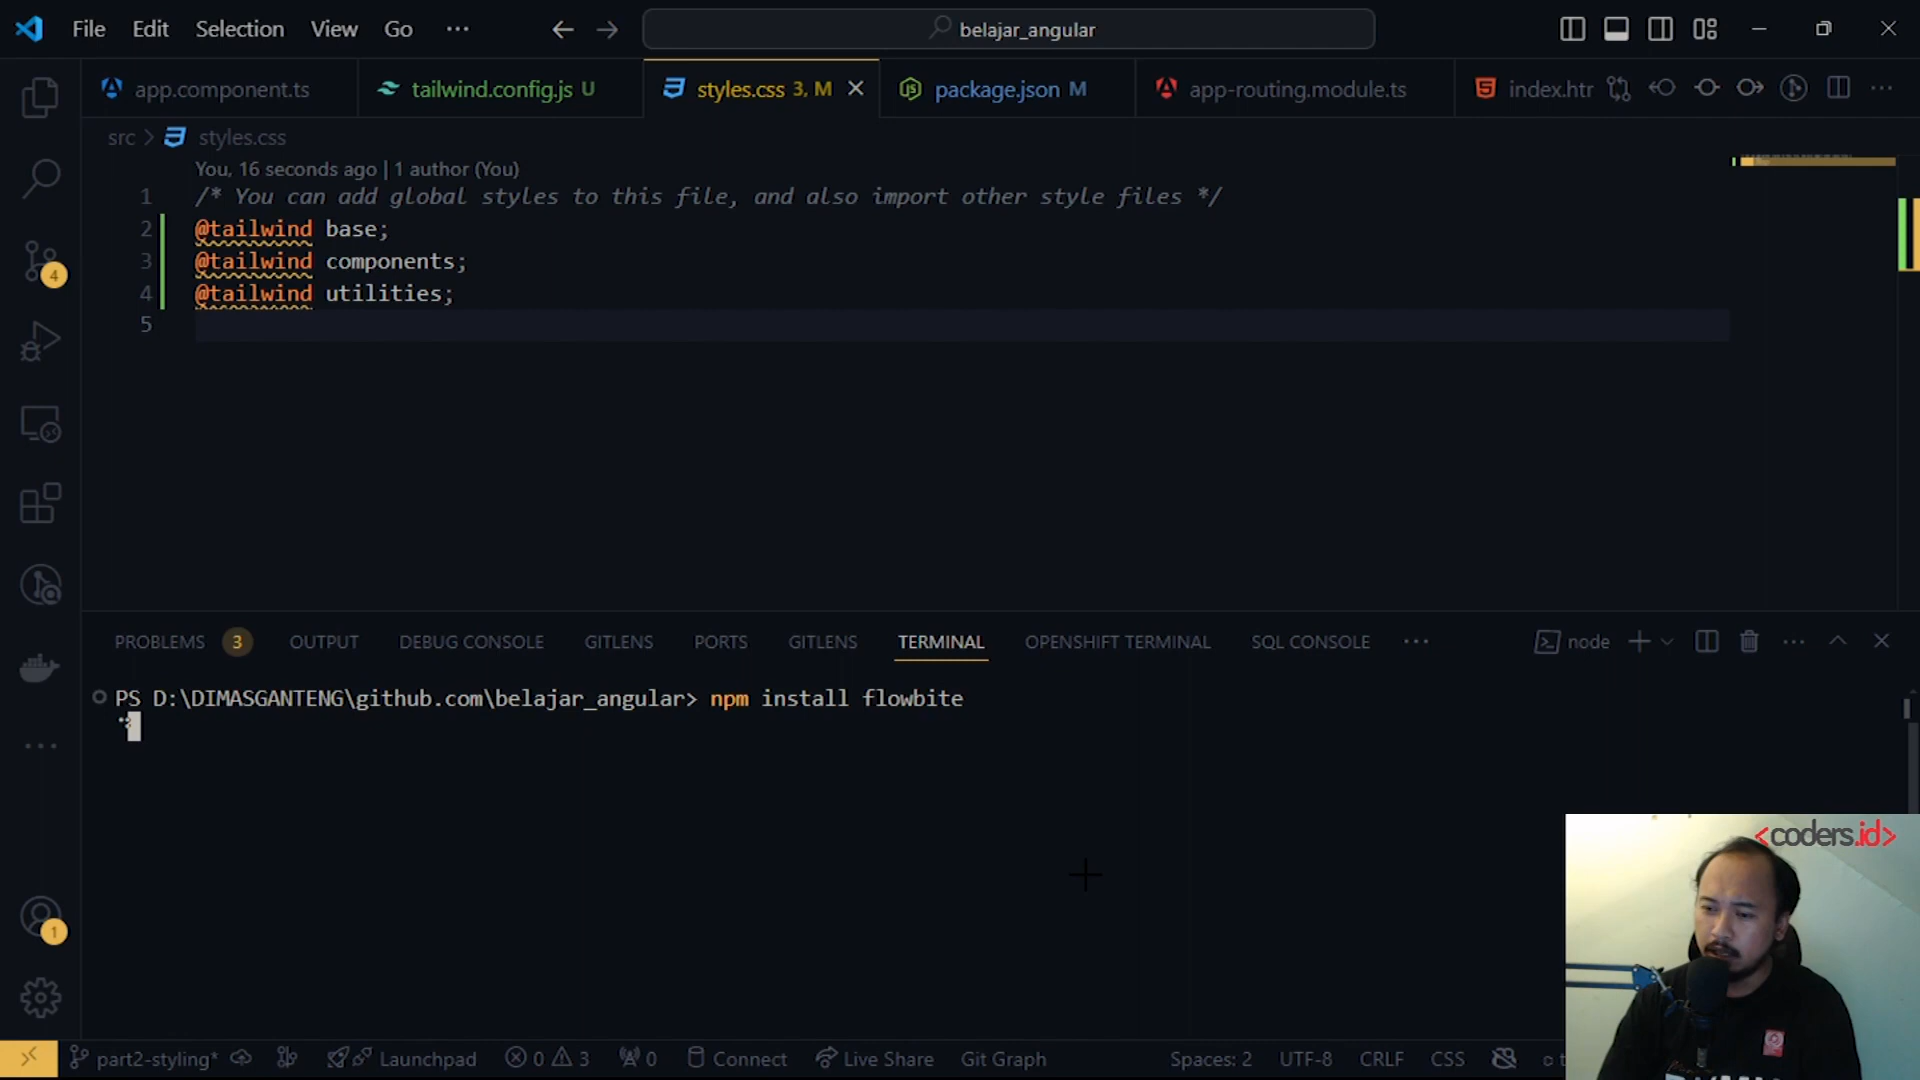 File Edit Selection View Go ... belajar_angular
app.component.ts tailwind.config.js U styles.css 3, M package.json M app-routing.module.ts index.htr
src > styles.css
You, 16 seconds ago | 1 author (You)
1 /* You can add global styles to this file, and also import other style files */
2 @tailwind base;
3 @tailwind components;
4 @tailwind utilities;
5
4
PROBLEMS 3 OUTPUT DEBUG CONSOLE GITLENS PORTS GITLENS TERMINAL OPENSHIFT TERMINAL SQL CONSOLE ... node
PS D:\DIMASGANTENG\github.com\belajar_angular> npm install flowbite
<coders.id>
1
part2-styling* Launchpad 0 3 0 Connect Live Share Git Graph Spaces: 2 UTF-8 CRLF CSS